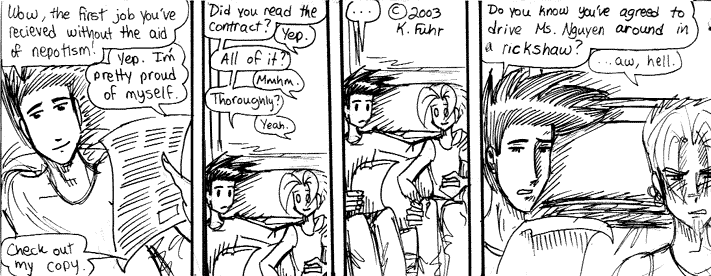 Wow, the first job you've
recieved without the aid
of nepotism!
Yep. I'm
pretty proud
of myself.
Check out
my copy.
Did you read the
contract?
Yep.
All of it?
Mmhm.
Thoroughly?
Yeah.
...
© 2003
K. Fuhr
Do you know you've agreed to
drive Ms. Nguyen around in
a rickshaw?
...aw, hell.